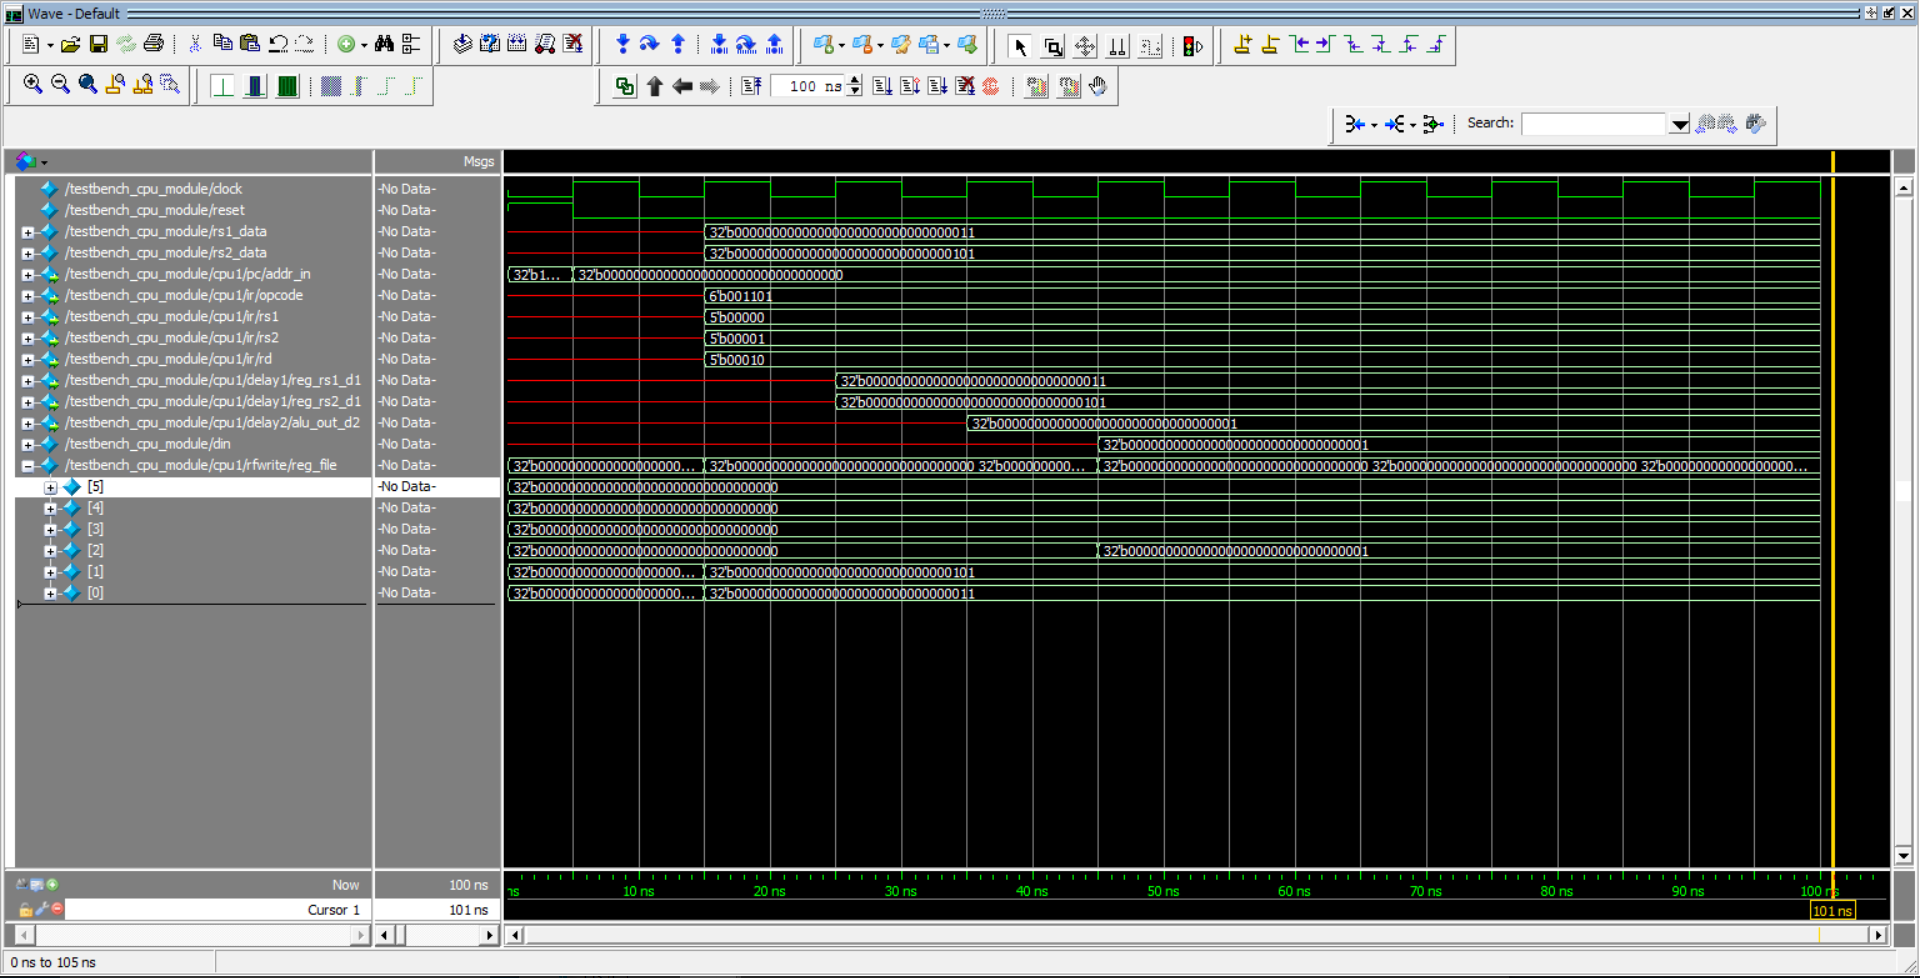 Wave - Default
100 ns
Search:
Msgs
/testbench_cpu_module/clock -No Data-
/testbench_cpu_module/reset -No Data-
/testbench_cpu_module/rs1_data -No Data- 32'b00000000000000000000000000000011
/testbench_cpu_module/rs2_data -No Data- 32'b00000000000000000000000000000101
/testbench_cpu_module/cpu1/pc/addr_in -No Data- 32'b1... 32'b00000000000000000000000000000000
/testbench_cpu_module/cpu1/ir/opcode -No Data- 6'b001101
/testbench_cpu_module/cpu1/ir/rs1 -No Data- 5'b00000
/testbench_cpu_module/cpu1/ir/rs2 -No Data- 5'b00001
/testbench_cpu_module/cpu1/ir/rd -No Data- 5'b00010
/testbench_cpu_module/cpu1/delay1/reg_rs1_d1 -No Data- 32'b00000000000000000000000000000011
/testbench_cpu_module/cpu1/delay1/reg_rs2_d1 -No Data- 32'b00000000000000000000000000000101
/testbench_cpu_module/cpu1/delay2/alu_out_d2 -No Data- 32'b00000000000000000000000000000001
/testbench_cpu_module/din -No Data- 32'b00000000000000000000000000000001
/testbench_cpu_module/cpu1/rfwrite/reg_file -No Data- 32'b0000000000000000000... 32'b00000000000000000000000000000000 32'b000000000... 32'b00000000000000000000000000000000 32'b00000000000000000000000000000000 32'b00000000000000000...
[5] -No Data- 32'b00000000000000000000000000000000
[4] -No Data- 32'b00000000000000000000000000000000
[3] -No Data- 32'b00000000000000000000000000000000
[2] -No Data- 32'b00000000000000000000000000000000 32'b00000000000000000000000000000001
[1] -No Data- 32'b0000000000000000000... 32'b00000000000000000000000000000101
[0] -No Data- 32'b0000000000000000000... 32'b00000000000000000000000000000011
Now 100 ns ns 10 ns 20 ns 30 ns 40 ns 50 ns 60 ns 70 ns 80 ns 90 ns 100 ns
Cursor 1 101 ns 101 ns
0 ns to 105 ns